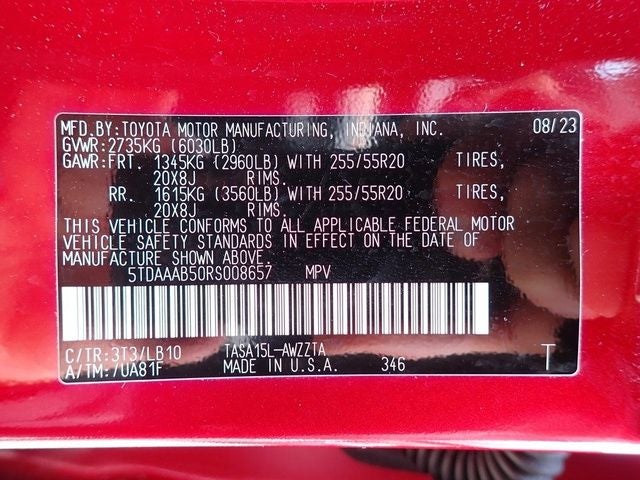 MFD.BY:TOYOTA MOTOR MANUFACTURING, INDIANA, INC. 08/23
GVWR:2735KG (6030LB)
GAWR:FRT. 1345KG (2960LB) WITH 255/55R20 TIRES,
20X8J RIMS.
RR. 1615KG (3560LB) WITH 255/55R20 TIRES,
20X8J RIMS.
THIS VEHICLE CONFORMS TO ALL APPLICABLE FEDERAL MOTOR
VEHICLE SAFETY STANDARDS IN EFFECT ON THE DATE OF
MANUFACTURE SHOWN ABOVE.
5TDAAAB50RS008657 MPV
C/TR:3T3/LB10 TASA15L-AWZZTA
A/TM:/UA81F MADE IN U.S.A. 346 T